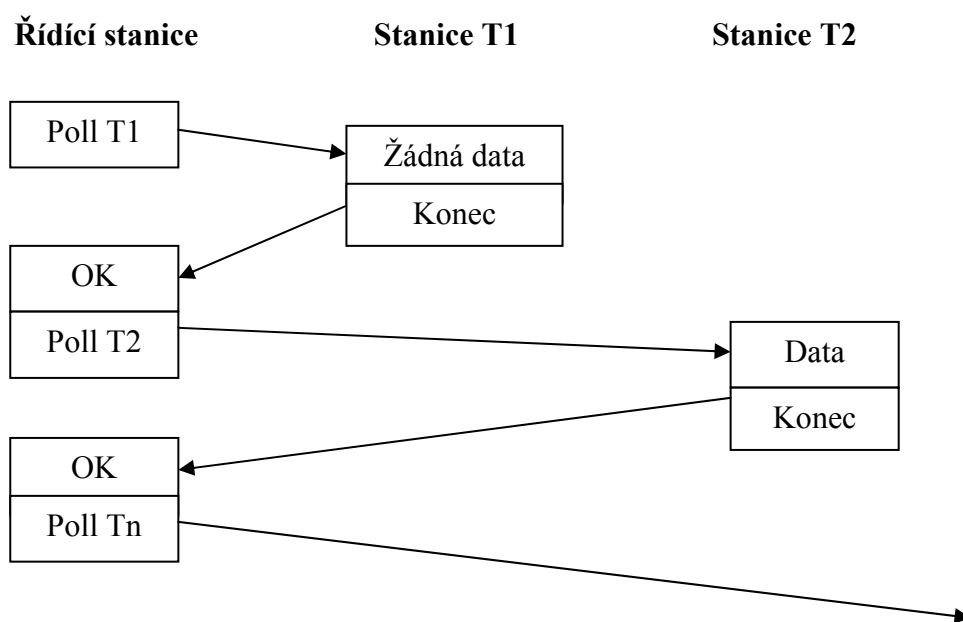 Řídící stanice Stanice T1 Stanice T2
Poll T1
Žádná data
Konec
OK
Poll T2
Data
Konec
OK
Poll Tn